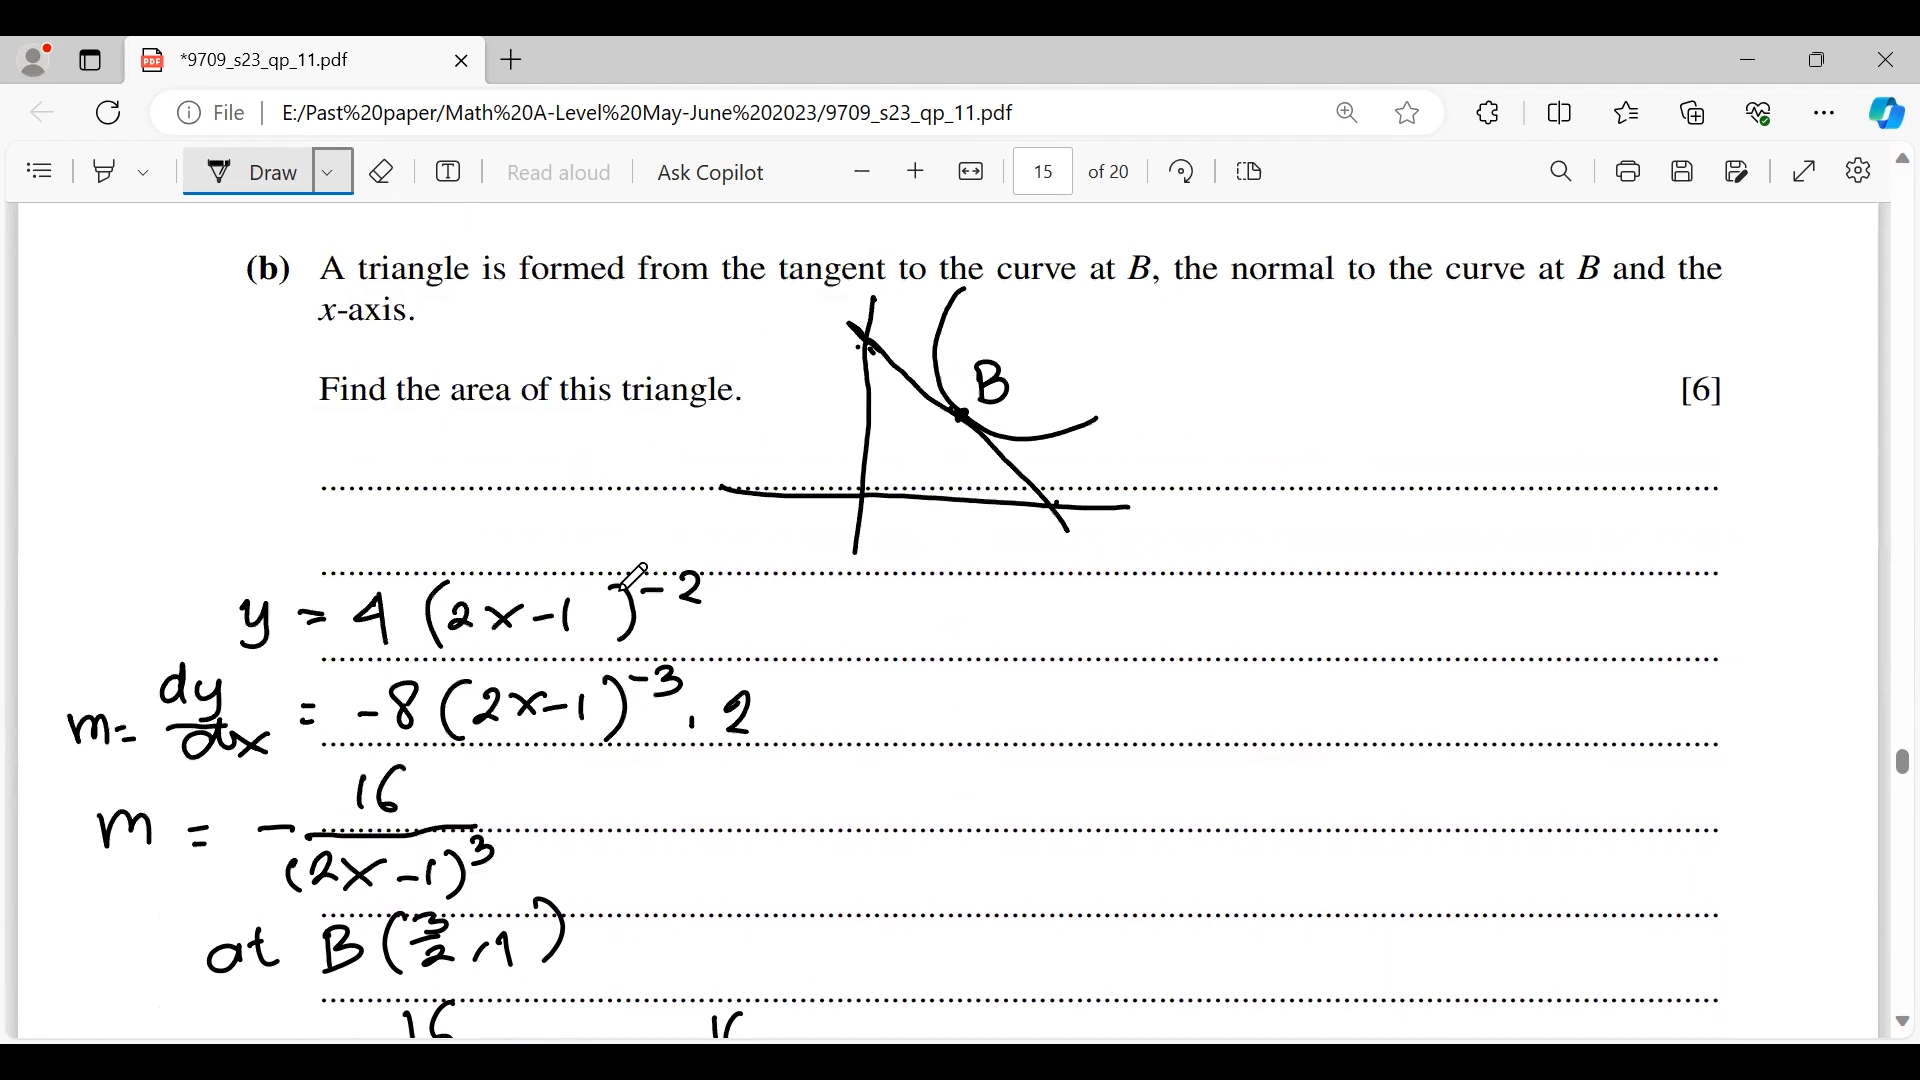 *9709_s23_qp_11.pdf
File
E:/Past%20paper/Math%20A-Level%20May-June%202023/9709_s23_qp_11.pdf
Draw
Read aloud
Ask Copilot
15 of 20
(b) A triangle is formed from the tangent to the curve at B, the normal to the curve at B and the
x-axis.
Find the area of this triangle. [6]
B
y = 4 (2x-1)^-2
m= dy/dx = -8 (2x-1)^-3 . 2
m = - 16/(2x-1)^3
at B (3/2, 1)
16 16